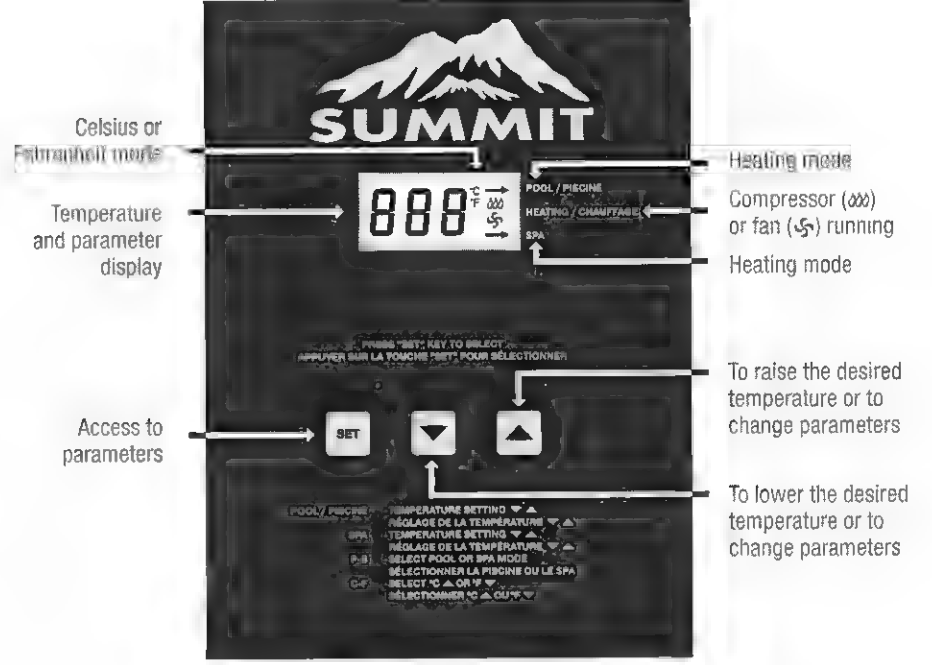 SUMMIT
Celsius or
Fahrenheit mode
Temperature
and parameter
display
888 °C
°F
POOL / PISCINE
HEATING / CHAUFFAGE
SPA
Heating mode
Compressor ( )
or fan ( ) running
Heating mode
PRESS "SET" KEY TO SELECT
APPUYER SUR LA TOUCHE "SET" POUR SÉLECTIONNER
Access to
parameters
SET ▼ ▲
To raise the desired
temperature or to
change parameters
To lower the desired
temperature or to
change parameters
POOL / PISCINE TEMPERATURE SETTING ▼ ▲
RÉGLAGE DE LA TEMPÉRATURE ▼ ▲
SPA TEMPERATURE SETTING ▼ ▲
RÉGLAGE DE LA TEMPÉRATURE ▼ ▲
P-S SELECT POOL OR SPA MODE
SÉLECTIONNER LA PISCINE OU LE SPA
C-F SELECT °C ▲ OR °F ▼
SÉLECTIONNER °C ▲ OU °F ▼